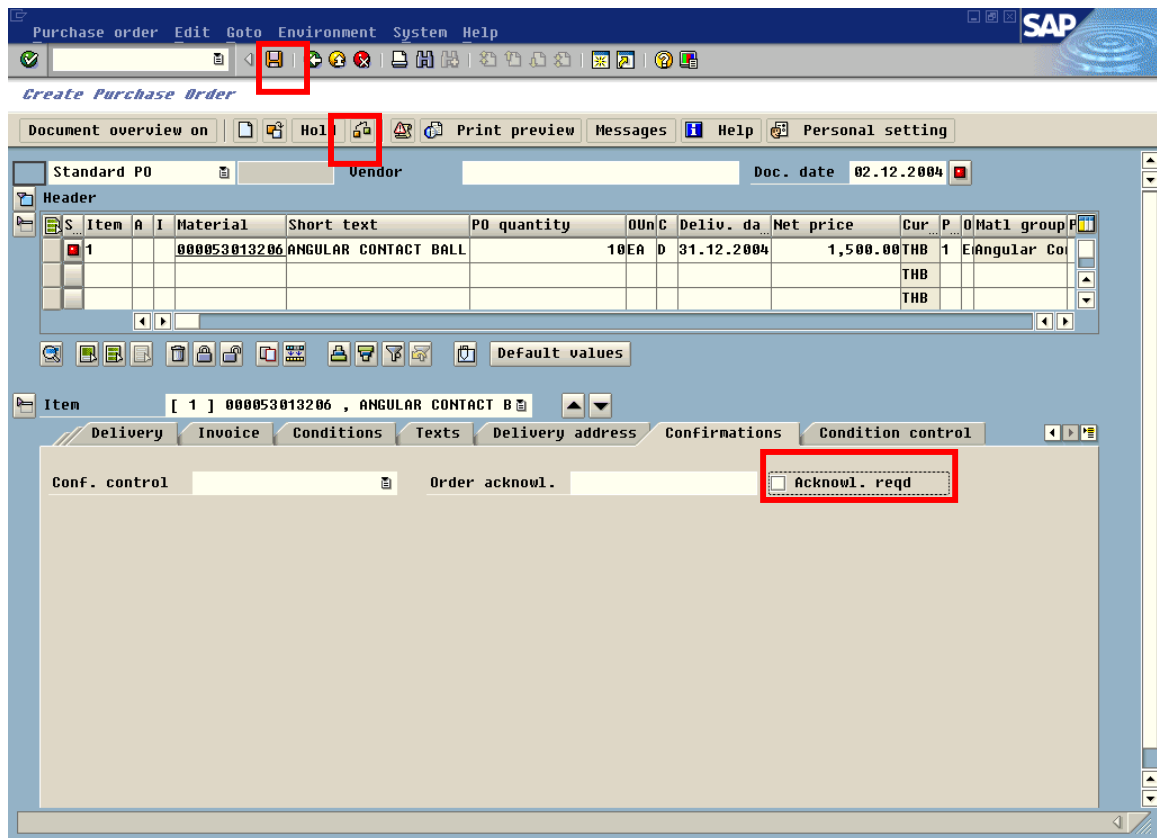 Purchase order Edit Goto Environment System Help
SAP
Create Purchase Order
Document overview on Hold Print preview Messages Help Personal setting
Standard PO Vendor Doc. date 02.12.2004
Header
S.. Item A I Material Short text PO quantity OUn C Deliv. da.. Net price Cur.. P.. O Matl group P
1 000053013206 ANGULAR CONTACT BALL 10 EA D 31.12.2004 1,500.00 THB 1 E Angular Co
THB
THB
Default values
Item [ 1 ] 000053013206 , ANGULAR CONTACT B
Delivery Invoice Conditions Texts Delivery address Confirmations Condition control
Conf. control Order acknowl. Acknowl. reqd